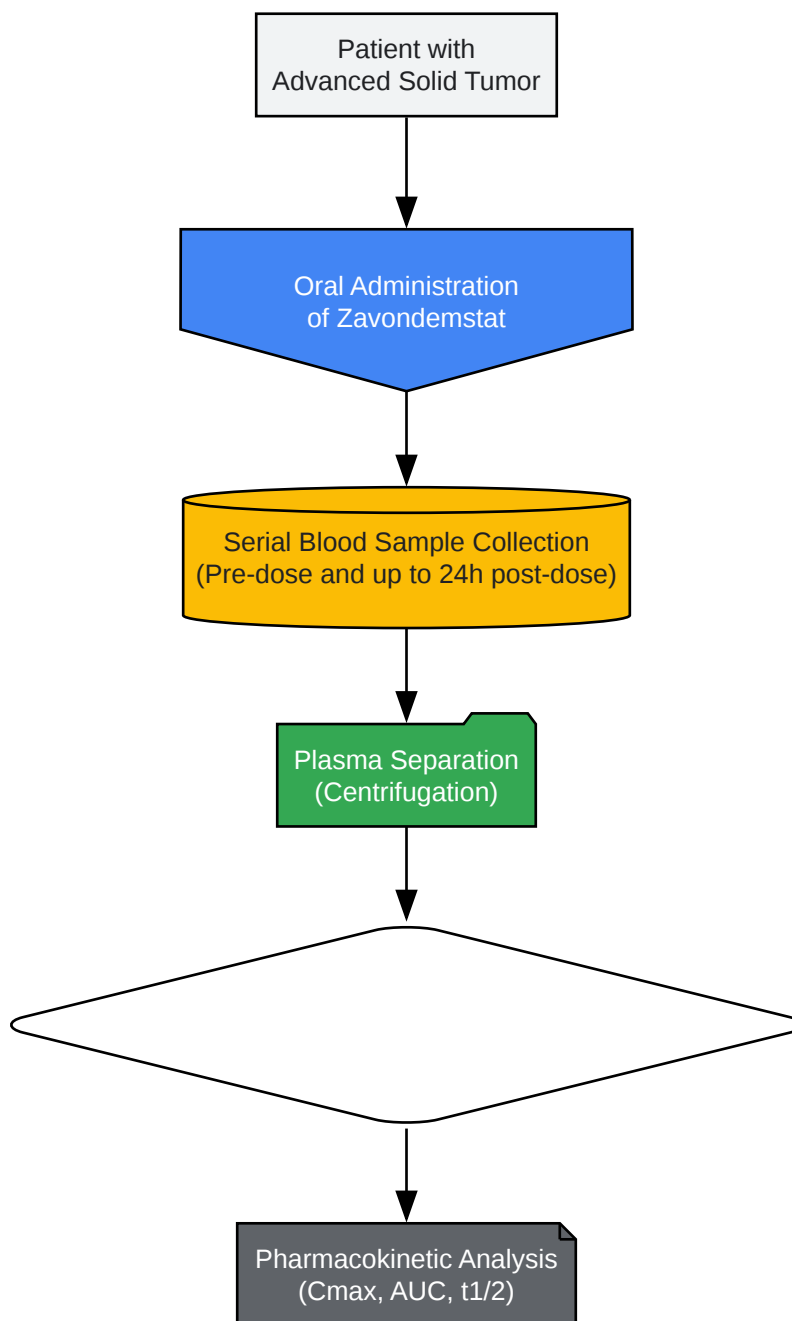 Patient with
Advanced Solid Tumor
Oral Administration
of Zavondemstat
Serial Blood Sample Collection
(Pre-dose and up to 24h post-dose)
Plasma Separation
(Centrifugation)
Pharmacokinetic Analysis
(Cmax, AUC, t1/2)